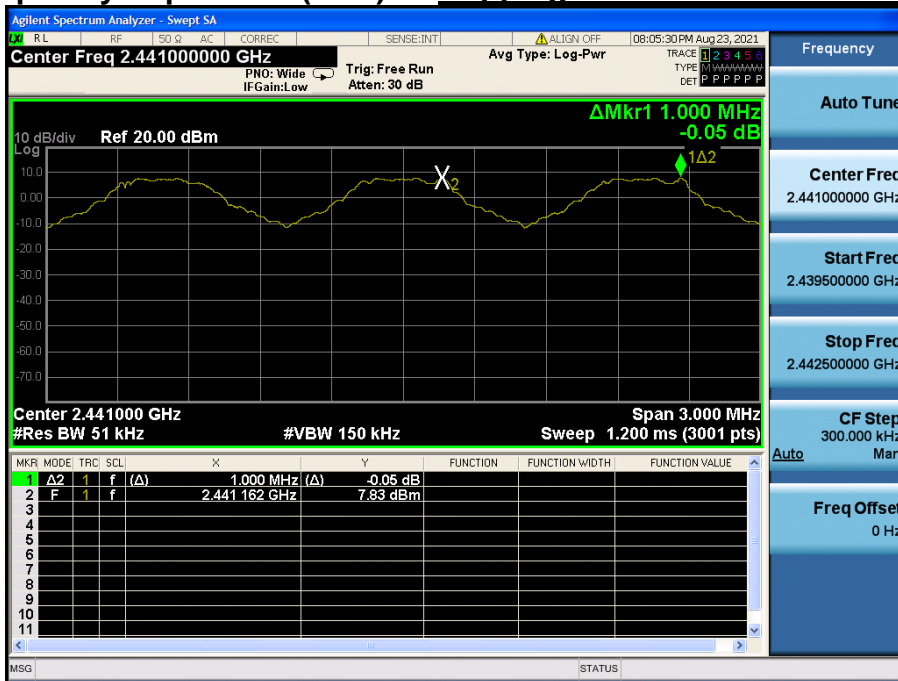 Agilent Spectrum Analyzer - Swept SA
LXI RL RF 50 Ω AC CORREC SENSE:INT ALIGN OFF 08:05:30 PM Aug 23, 2021
Center Freq 2.441000000 GHz
PNO: Wide
IFGain:Low
Trig: Free Run
Atten: 30 dB
Avg Type: Log-Pwr
TRACE 1 2 3 4 5 6
TYPE M W W W W W
DET P P P P P P
ΔMkr1 1.000 MHz
-0.05 dB
10 dB/div Ref 20.00 dBm
Log
10.0
0.00
-10.0
-20.0
-30.0
-40.0
-50.0
-60.0
-70.0
X2
1Δ2
Center 2.441000 GHz Span 3.000 MHz
#Res BW 51 kHz #VBW 150 kHz Sweep 1.200 ms (3001 pts)
MKR MODE TRC SCL X Y FUNCTION FUNCTION WIDTH FUNCTION VALUE
1 Δ2 1 f (Δ) 1.000 MHz (Δ) -0.05 dB
2 F 1 f 2.441 162 GHz 7.83 dBm
3
4
5
6
7
8
9
10
11
MSG STATUS
Frequency
Auto Tune
Center Freq
2.441000000 GHz
Start Freq
2.439500000 GHz
Stop Freq
2.442500000 GHz
CF Step
300.000 kHz
Auto Man
Freq Offset
0 Hz